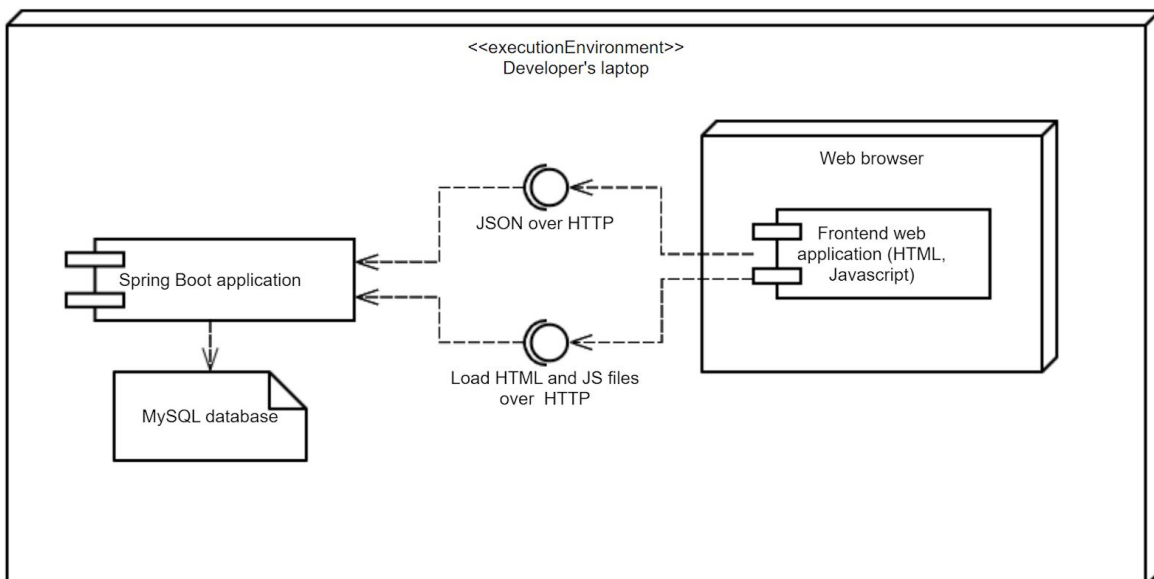 <<executionEnvironment>>
Developer's laptop
Web browser
JSON over HTTP
Frontend web
application (HTML,
Javascript)
Spring Boot application
Load HTML and JS files
over HTTP
MySQL database